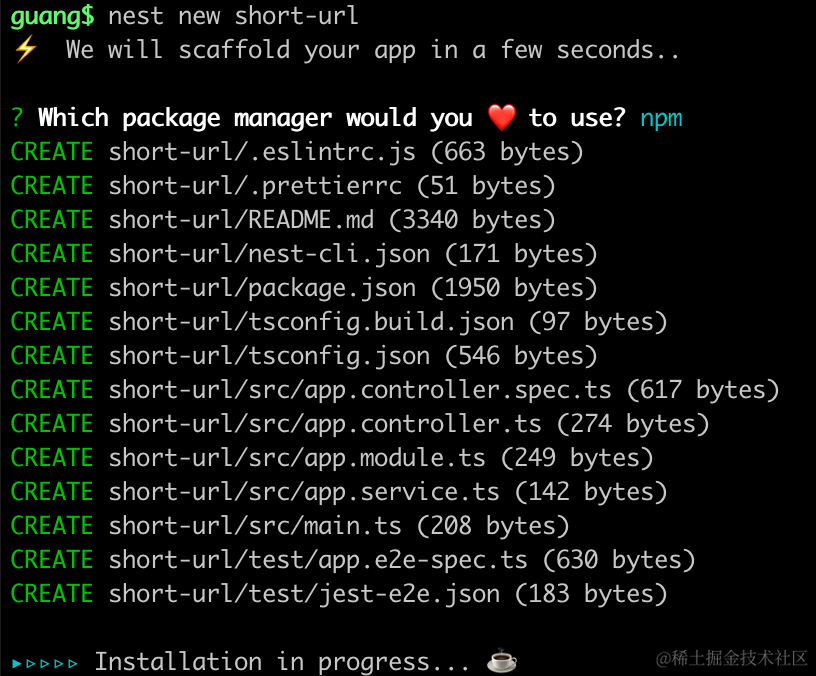 guang$ nest new short-url
⚡ We will scaffold your app in a few seconds..
? Which package manager would you ❤️ to use? npm
CREATE short-url/.eslintrc.js (663 bytes)
CREATE short-url/.prettierrc (51 bytes)
CREATE short-url/README.md (3340 bytes)
CREATE short-url/nest-cli.json (171 bytes)
CREATE short-url/package.json (1950 bytes)
CREATE short-url/tsconfig.build.json (97 bytes)
CREATE short-url/tsconfig.json (546 bytes)
CREATE short-url/src/app.controller.spec.ts (617 bytes)
CREATE short-url/src/app.controller.ts (274 bytes)
CREATE short-url/src/app.module.ts (249 bytes)
CREATE short-url/src/app.service.ts (142 bytes)
CREATE short-url/src/main.ts (208 bytes)
CREATE short-url/test/app.e2e-spec.ts (630 bytes)
CREATE short-url/test/jest-e2e.json (183 bytes)
▸▹▹▹▹ Installation in progress... ☕
@稀土掘金技术社区